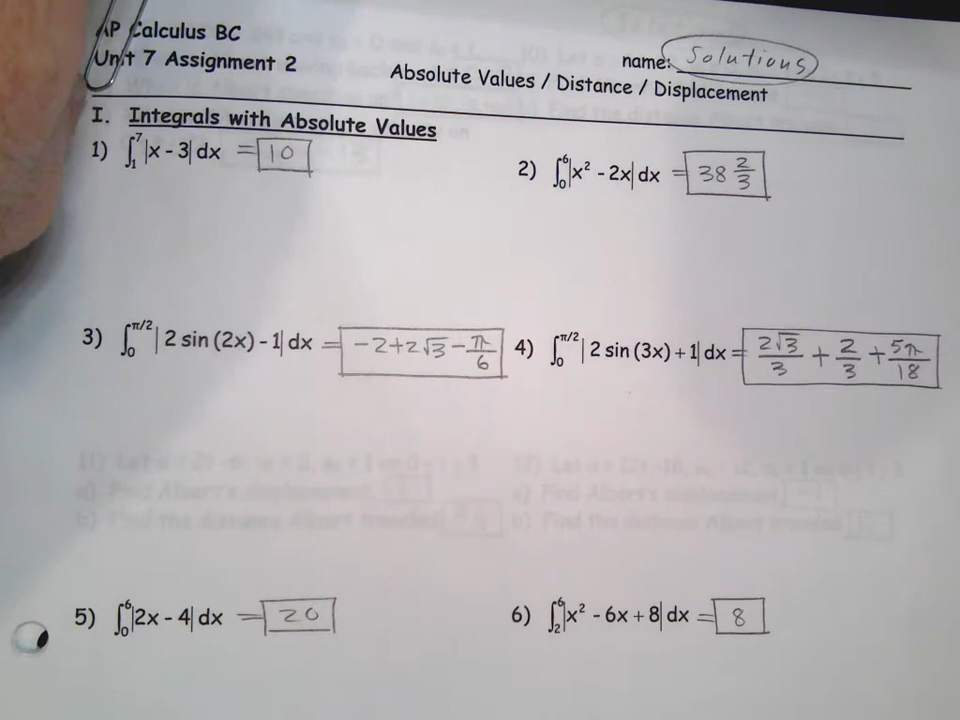 AP Calculus BC
Unit 7 Assignment 2
name: Solutions
Absolute Values / Distance / Displacement
I. Integrals with Absolute Values
1) ∫₁⁷ |x - 3| dx = 10
2) ∫₀⁶ |x² - 2x| dx = 38 2/3
3) ∫₀^π/2 | 2 sin (2x) - 1| dx = -2+2√3 - π/6
4) ∫₀^π/2 | 2 sin (3x) + 1| dx = 2√3/3 + 2/3 + 5π/18
5) ∫₀⁶ |2x - 4| dx = 20
6) ∫₂⁶ |x² - 6x + 8| dx = 8